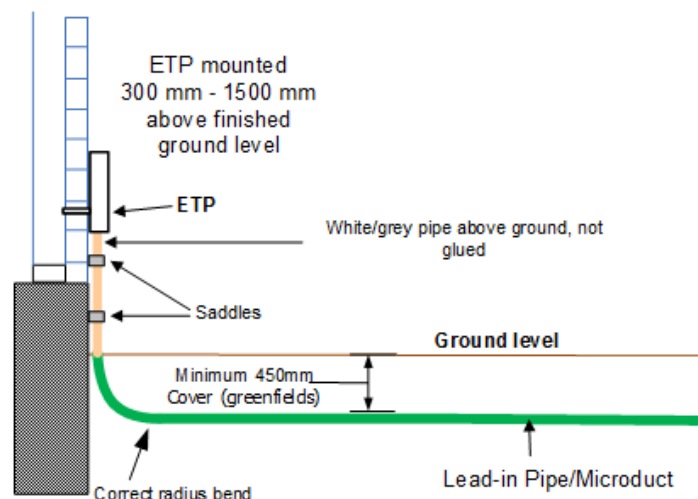 ETP mounted
300 mm - 1500 mm
above finished
ground level
ETP
White/grey pipe above ground, not
glued
Saddles
Ground level
Minimum 450mm
Cover (greenfields)
Correct radius bend
Lead-in Pipe/Microduct